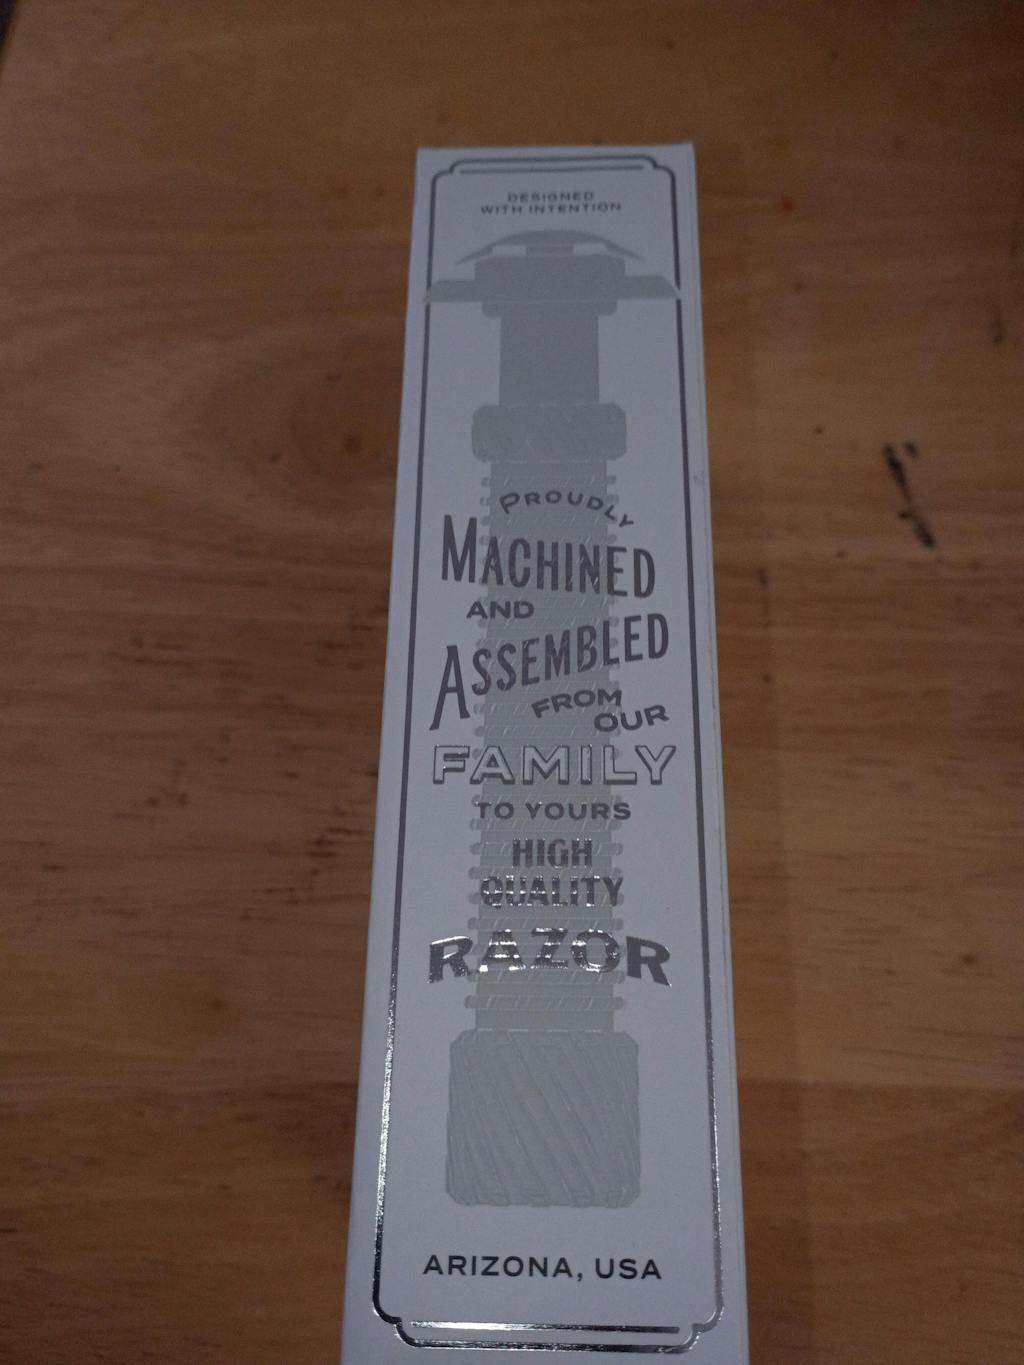 DESIGNED
WITH INTENTION
PROUDLY
MACHINED
AND
ASSEMBLED
FROM
OUR
FAMILY
TO YOURS
HIGH
QUALITY
RAZOR
ARIZONA, USA